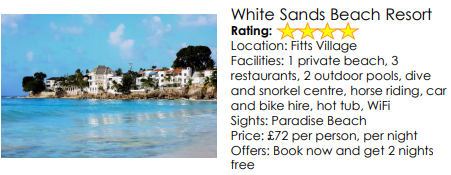 White Sands Beach Resort
Rating:
Location: Fitts Village
Facilities: 1 private beach, 3
restaurants, 2 outdoor pools, dive
and snorkel centre, horse riding, car
and bike hire, hot tub, WiFi
Sights: Paradise Beach
Price: £72 per person, per night
Offers: Book now and get 2 nights
free